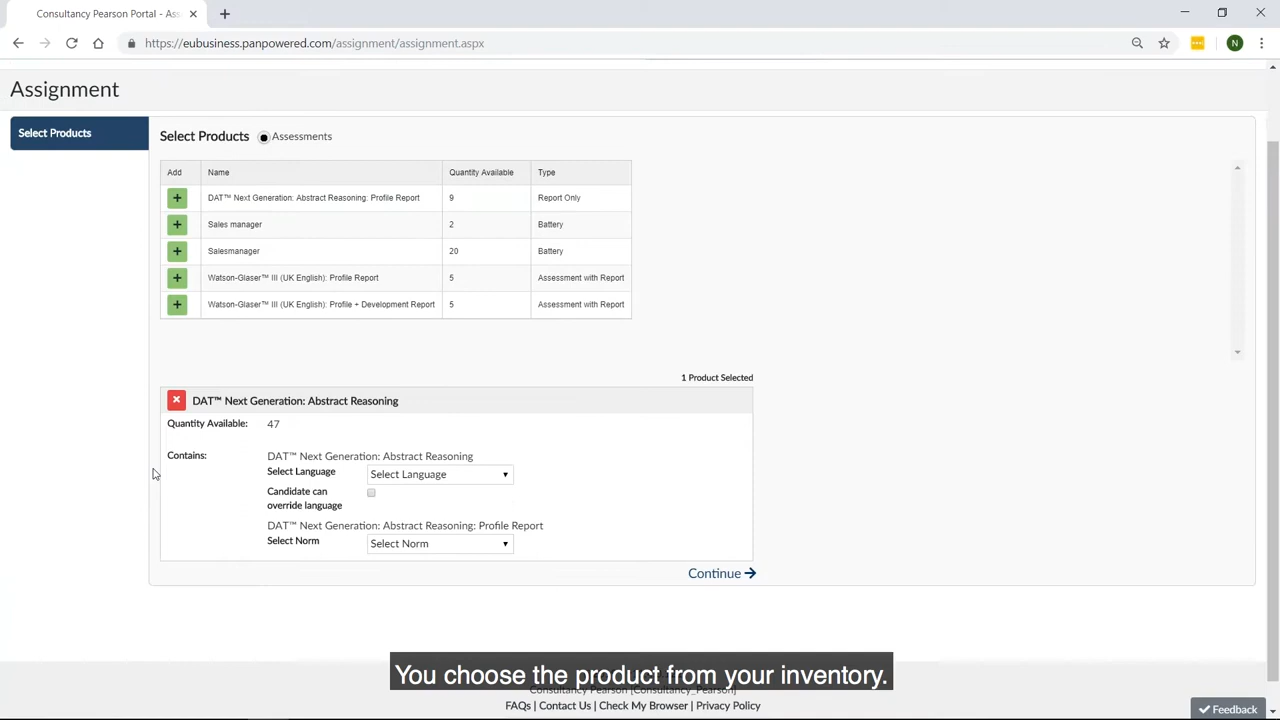 Consultancy Pearson Portal - Ass
https://eubusiness.panpowered.com/assignment/assignment.aspx
N
Assignment
Select Products
Select Products Assessments
Add Name Quantity Available Type
+ DAT™ Next Generation: Abstract Reasoning: Profile Report 9 Report Only
+ Sales manager 2 Battery
+ Salesmanager 20 Battery
+ Watson-Glaser™ III (UK English): Profile Report 5 Assessment with Report
+ Watson-Glaser™ III (UK English): Profile + Development Report 5 Assessment with Report
1 Product Selected
DAT™ Next Generation: Abstract Reasoning
Quantity Available: 47
Contains: DAT™ Next Generation: Abstract Reasoning
Select Language Select Language
Candidate can
override language
DAT™ Next Generation: Abstract Reasoning: Profile Report
Select Norm Select Norm
Continue
You choose the product from your inventory.
Consultancy Pearson [Consultancy_Pearson]
FAQs | Contact Us | Check My Browser | Privacy Policy
Feedback